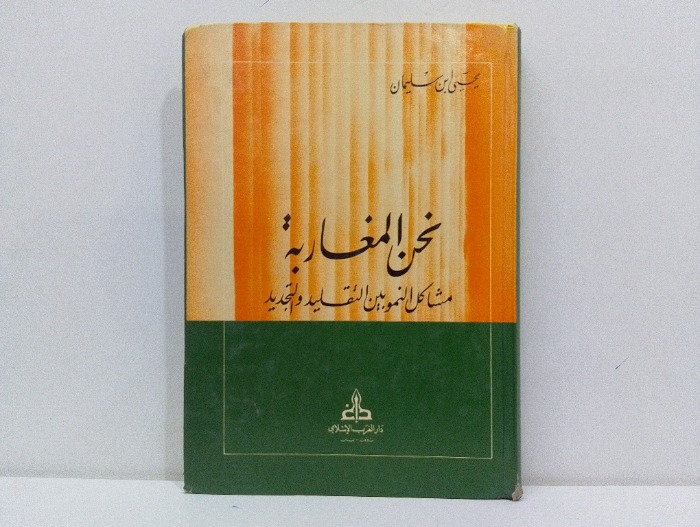 يحيى ابن سليمان
نحن المغاربة
مشاكل النمو بين التقليد والتجديد
دار الغرب الإسلامي